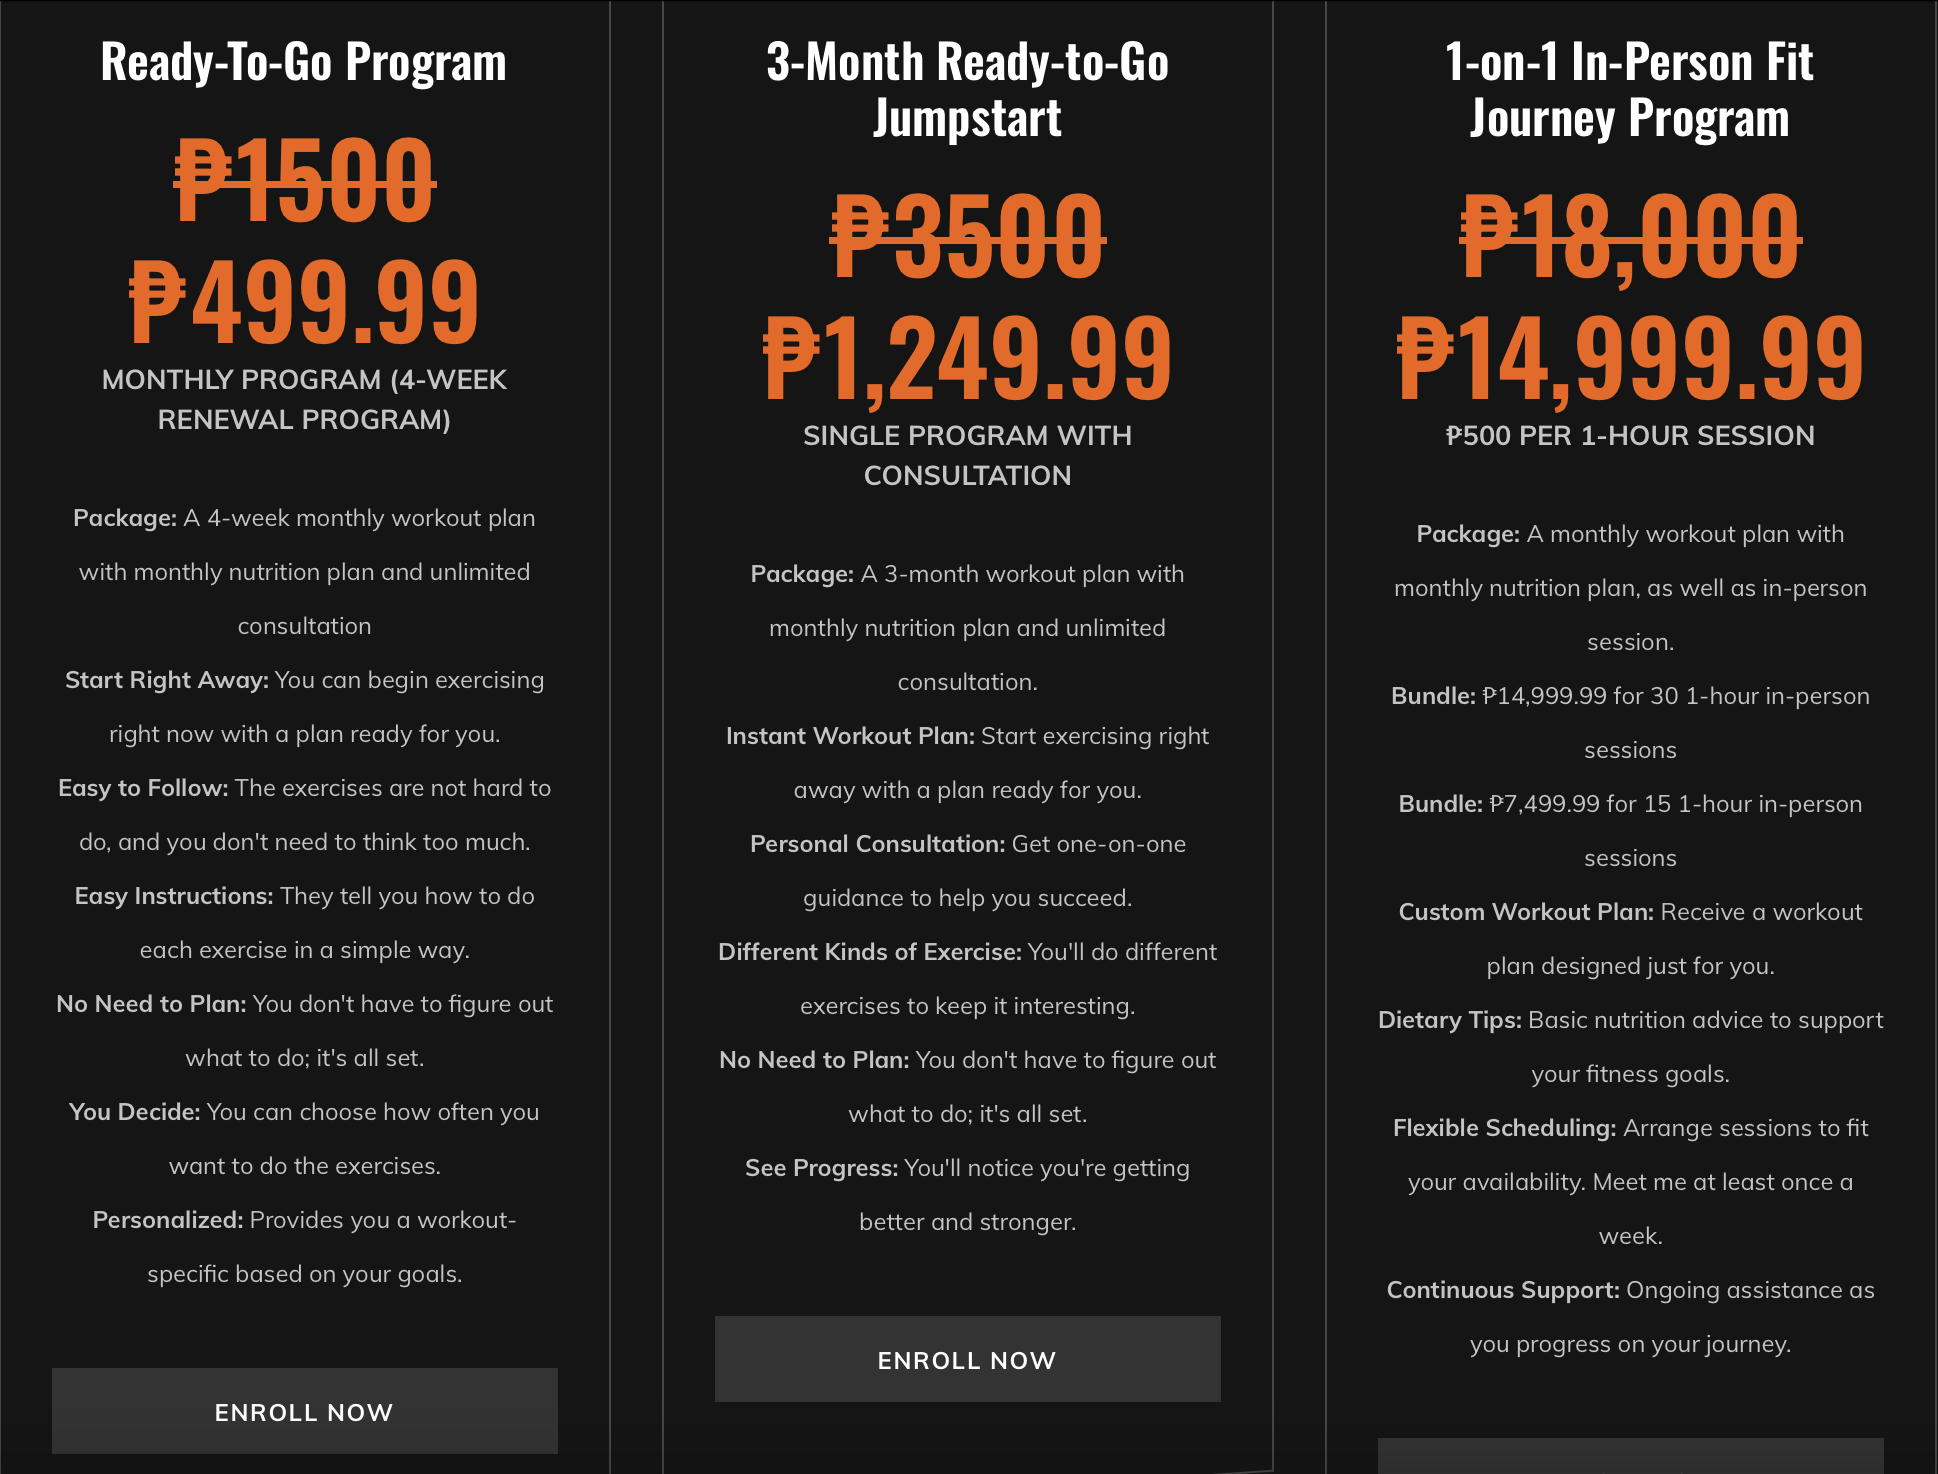 Ready-To-Go Program
₱1500
₱499.99
MONTHLY PROGRAM (4-WEEK
RENEWAL PROGRAM)
Package: A 4-week monthly workout plan
with monthly nutrition plan and unlimited
consultation
Start Right Away: You can begin exercising
right now with a plan ready for you.
Easy to Follow: The exercises are not hard to
do, and you don't need to think too much.
Easy Instructions: They tell you how to do
each exercise in a simple way.
No Need to Plan: You don't have to figure out
what to do; it's all set.
You Decide: You can choose how often you
want to do the exercises.
Personalized: Provides you a workout-
specific based on your goals.
ENROLL NOW
3-Month Ready-to-Go
Jumpstart
₱3500
₱1,249.99
SINGLE PROGRAM WITH
CONSULTATION
Package: A 3-month workout plan with
monthly nutrition plan and unlimited
consultation.
Instant Workout Plan: Start exercising right
away with a plan ready for you.
Personal Consultation: Get one-on-one
guidance to help you succeed.
Different Kinds of Exercise: You'll do different
exercises to keep it interesting.
No Need to Plan: You don't have to figure out
what to do; it's all set.
See Progress: You'll notice you're getting
better and stronger.
ENROLL NOW
1-on-1 In-Person Fit
Journey Program
₱18,000
₱14,999.99
₱500 PER 1-HOUR SESSION
Package: A monthly workout plan with
monthly nutrition plan, as well as in-person
session.
Bundle: ₱14,999.99 for 30 1-hour in-person
sessions
Bundle: ₱7,499.99 for 15 1-hour in-person
sessions
Custom Workout Plan: Receive a workout
plan designed just for you.
Dietary Tips: Basic nutrition advice to support
your fitness goals.
Flexible Scheduling: Arrange sessions to fit
your availability. Meet me at least once a
week.
Continuous Support: Ongoing assistance as
you progress on your journey.